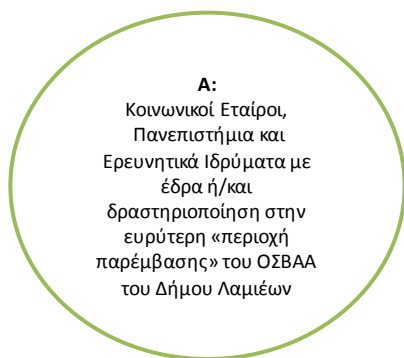 Α:
Κοινωνικοί Εταίροι,
Πανεπιστήμια και
Ερευνητικά Ιδρύματα με
έδρα ή/και
δραστηριοποίηση στην
ευρύτερη «περιοχή
παρέμβασης» του ΟΣΒΑΑ
του Δήμου Λαμιέων